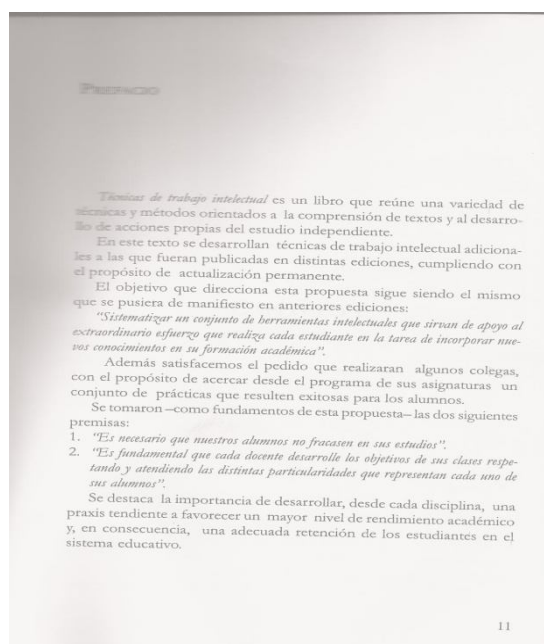 PREFACIO
Técnicas de trabajo intelectual es un libro que reúne una variedad de
técnicas y métodos orientados a la comprensión de textos y al desarro-
llo de acciones propias del estudio independiente.
En este texto se desarrollan técnicas de trabajo intelectual adiciona-
les a las que fueran publicadas en distintas ediciones, cumpliendo con
el propósito de actualización permanente.
El objetivo que direcciona esta propuesta sigue siendo el mismo
que se pusiera de manifiesto en anteriores ediciones:
"Sistematizar un conjunto de herramientas intelectuales que sirvan de apoyo al
extraordinario esfuerzo que realiza cada estudiante en la tarea de incorporar nue-
vos conocimientos en su formación académica".
Además satisfacemos el pedido que realizaran algunos colegas,
con el propósito de acercar desde el programa de sus asignaturas un
conjunto de prácticas que resulten exitosas para los alumnos.
Se tomaron –como fundamentos de esta propuesta– las dos siguientes
premisas:
1. "Es necesario que nuestros alumnos no fracasen en sus estudios".
2. "Es fundamental que cada docente desarrolle los objetivos de sus clases respe-
tando y atendiendo las distintas particularidades que representan cada uno de
sus alumnos".
Se destaca la importancia de desarrollar, desde cada disciplina, una
praxis tendiente a favorecer un mayor nivel de rendimiento académico
y, en consecuencia, una adecuada retención de los estudiantes en el
sistema educativo.
11